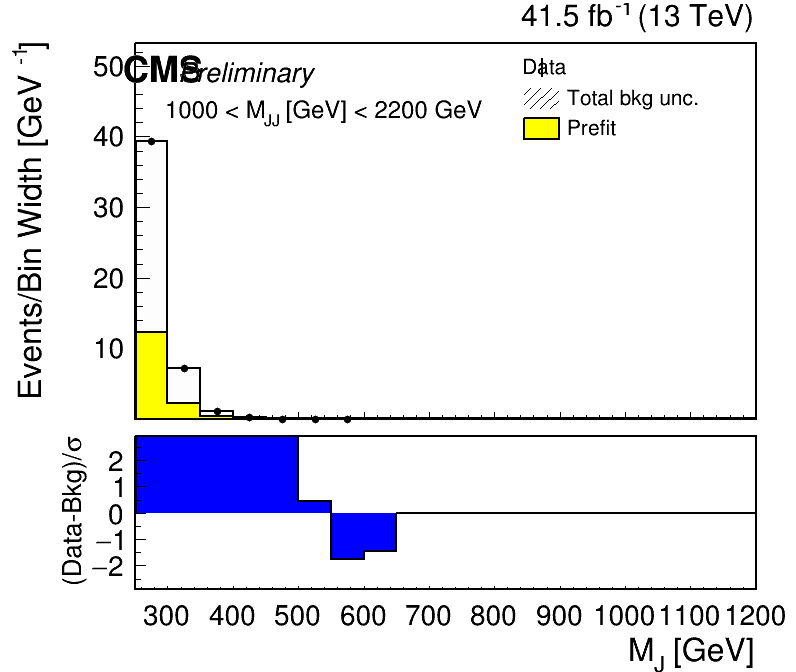 41.5 fb-1 (13 TeV)
Events/Bin Width [GeV-1]
50
40
30
20
10
CMS Preliminary
1000 < MJJ [GeV] < 2200 GeV
Data
Total bkg unc.
Prefit
(Data-Bkg)/σ
2
1
0
−1
−2
300 400 500 600 700 800 900 1000 1100 1200
MJ [GeV]